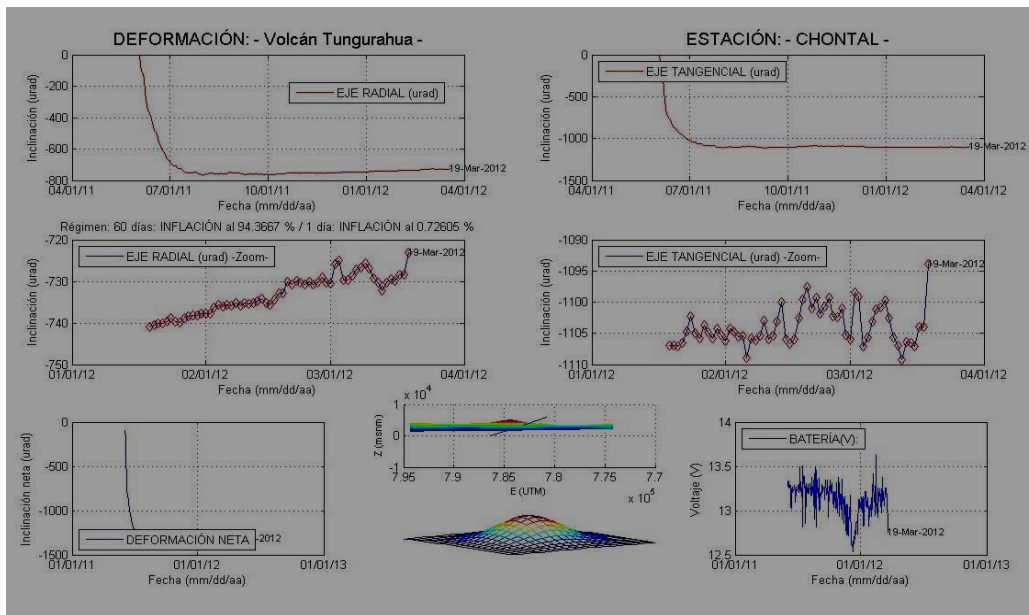 DEFORMACIÓN: - Volcán Tungurahua -
0
-200
-400
-600
-800
Inclinación (urad)
EJE RADIAL (urad)
19-Mar-2012
04/01/11 07/01/11 10/01/11 01/01/12 04/01/12
Fecha (mm/dd/aa)
ESTACIÓN: - CHONTAL -
0
-500
-1000
-1500
Inclinación (urad)
EJE TANGENCIAL (urad)
19-Mar-2012
04/01/11 07/01/11 10/01/11 01/01/12 04/01/12
Fecha (mm/dd/aa)
Régimen: 60 días: INFLACIÓN al 94.3667 % / 1 día: INFLACIÓN al 0.72605 %
-720
-730
-740
-750
Inclinación (urad)
EJE RADIAL (urad) -Zoom-
19-Mar-2012
01/01/12 02/01/12 03/01/12 04/01/12
Fecha (mm/dd/aa)
-1090
-1095
-1100
-1105
-1110
Inclinación (urad)
EJE TANGENCIAL (urad) -Zoom-
19-Mar-2012
01/01/12 02/01/12 03/01/12 04/01/12
Fecha (mm/dd/aa)
0
-500
-1000
-1500
Inclinación neta (urad)
DEFORMACIÓN NETA
-2012
01/01/11 01/01/12 01/01/13
Fecha (mm/dd/aa)
x 10⁴
1
0
-1
Z (msnm)
7.95 7.9 7.85 7.8 7.75 7.7
E (UTM)
x 10⁵
14
13.5
13
12.5
Voltaje (V)
BATERÍA(V):
19-Mar-2012
01/01/11 01/01/12 01/01/13
Fecha (mm/dd/aa)